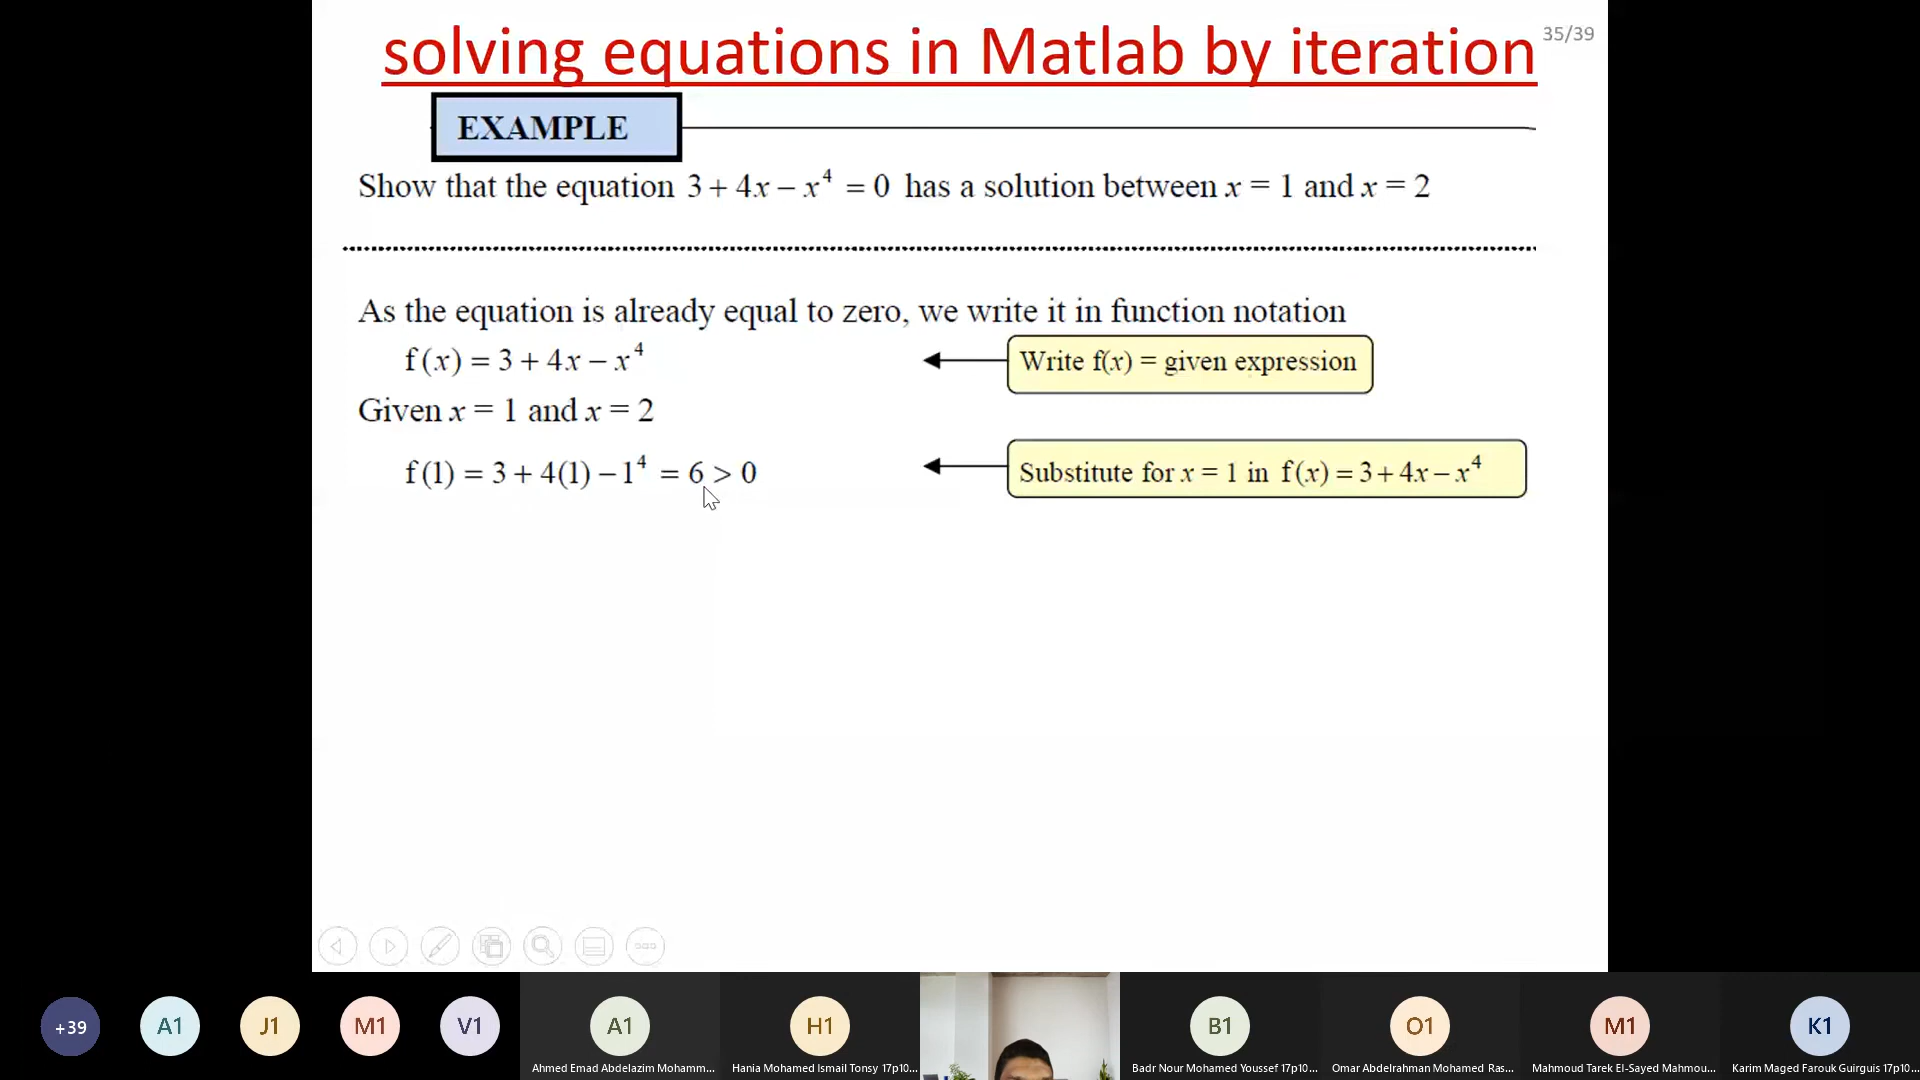 solving equations in Matlab by iteration
35/39
EXAMPLE
Show that the equation 3 + 4x − x⁴ = 0 has a solution between x = 1 and x = 2
As the equation is already equal to zero, we write it in function notation
f(x) = 3 + 4x − x⁴
Write f(x) = given expression
Given x = 1 and x = 2
f(1) = 3 + 4(1) − 1⁴ = 6 > 0
Substitute for x = 1 in f(x) = 3 + 4x − x⁴
+39
A1
J1
M1
V1
A1
H1
B1
O1
M1
K1
Ahmed Emad Abdelazim Mohamm...
Hania Mohamed Ismail Tonsy 17p10...
Badr Nour Mohamed Youssef 17p10...
Omar Abdelrahman Mohamed Ras...
Mahmoud Tarek El-Sayed Mahmou...
Karim Maged Farouk Guirguis 17p10...